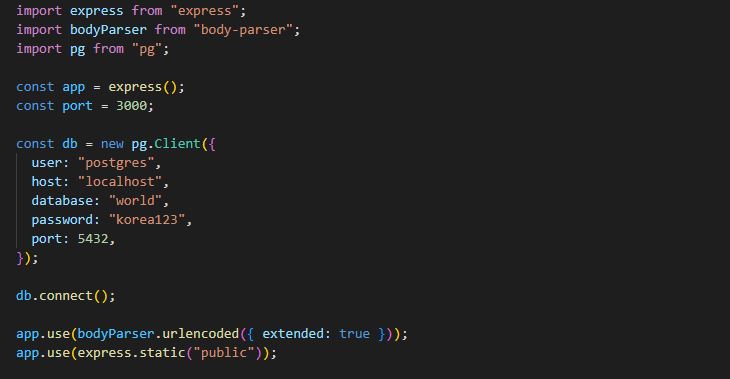 import express from "express";
import bodyParser from "body-parser";
import pg from "pg";

const app = express();
const port = 3000;

const db = new pg.Client({
  user: "postgres",
  host: "localhost",
  database: "world",
  password: "korea123",
  port: 5432,
});

db.connect();

app.use(bodyParser.urlencoded({ extended: true }));
app.use(express.static("public"));